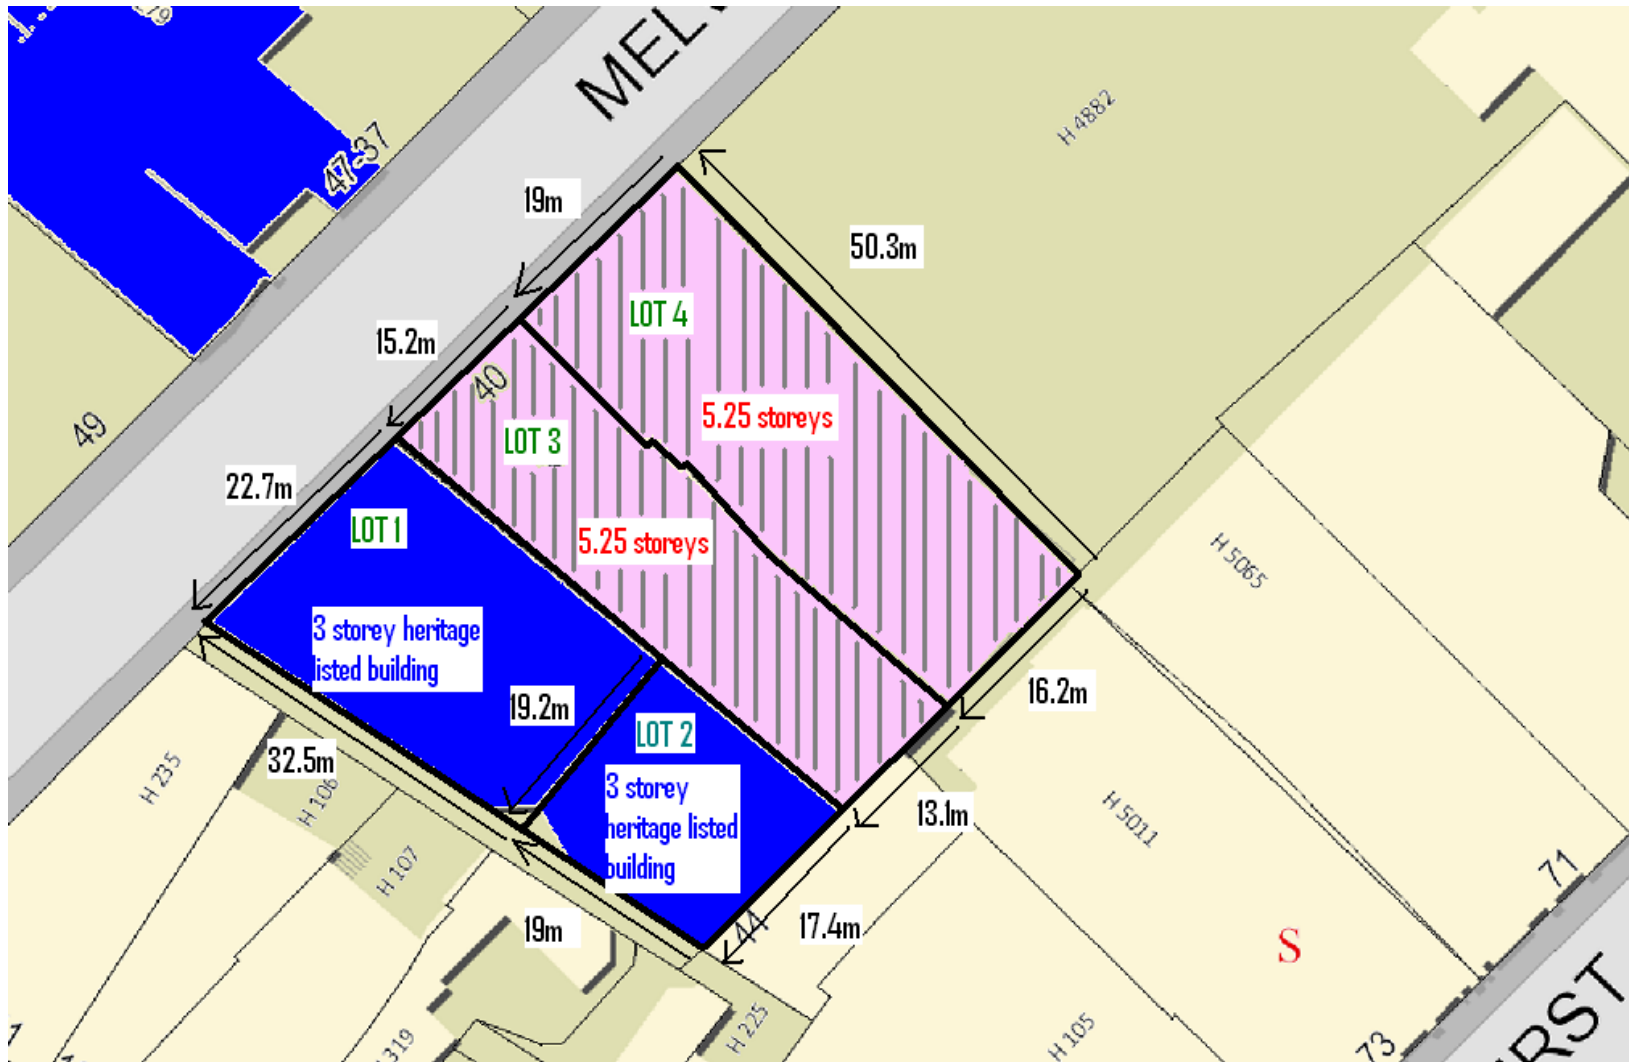 MEL
47-37
H 4882
19m
50.3m
LOT 4
15.2m
40
5.25 storeys
49
LOT 3
22.7m
LOT 1
5.25 storeys
H 5065
3 storey heritage
listed building
19.2m
16.2m
LOT 2
32.5m
H 235
H 106
3 storey
heritage listed
building
13.1m
H 5011
H 107
71
44
19m
17.4m
S
H 225
H 105
319
73
RST